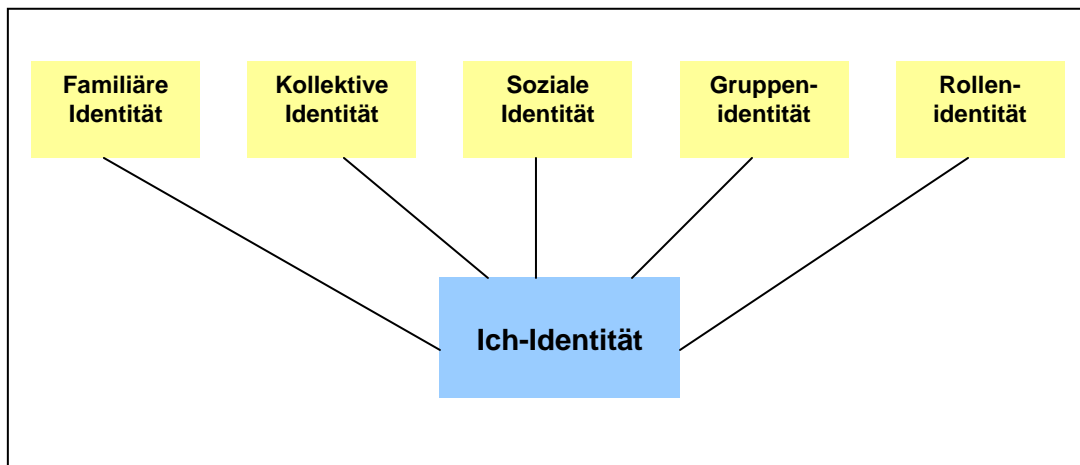 Familiäre
Identität
Kollektive
Identität
Soziale
Identität
Gruppen-
identität
Rollen-
identität
Ich-Identität